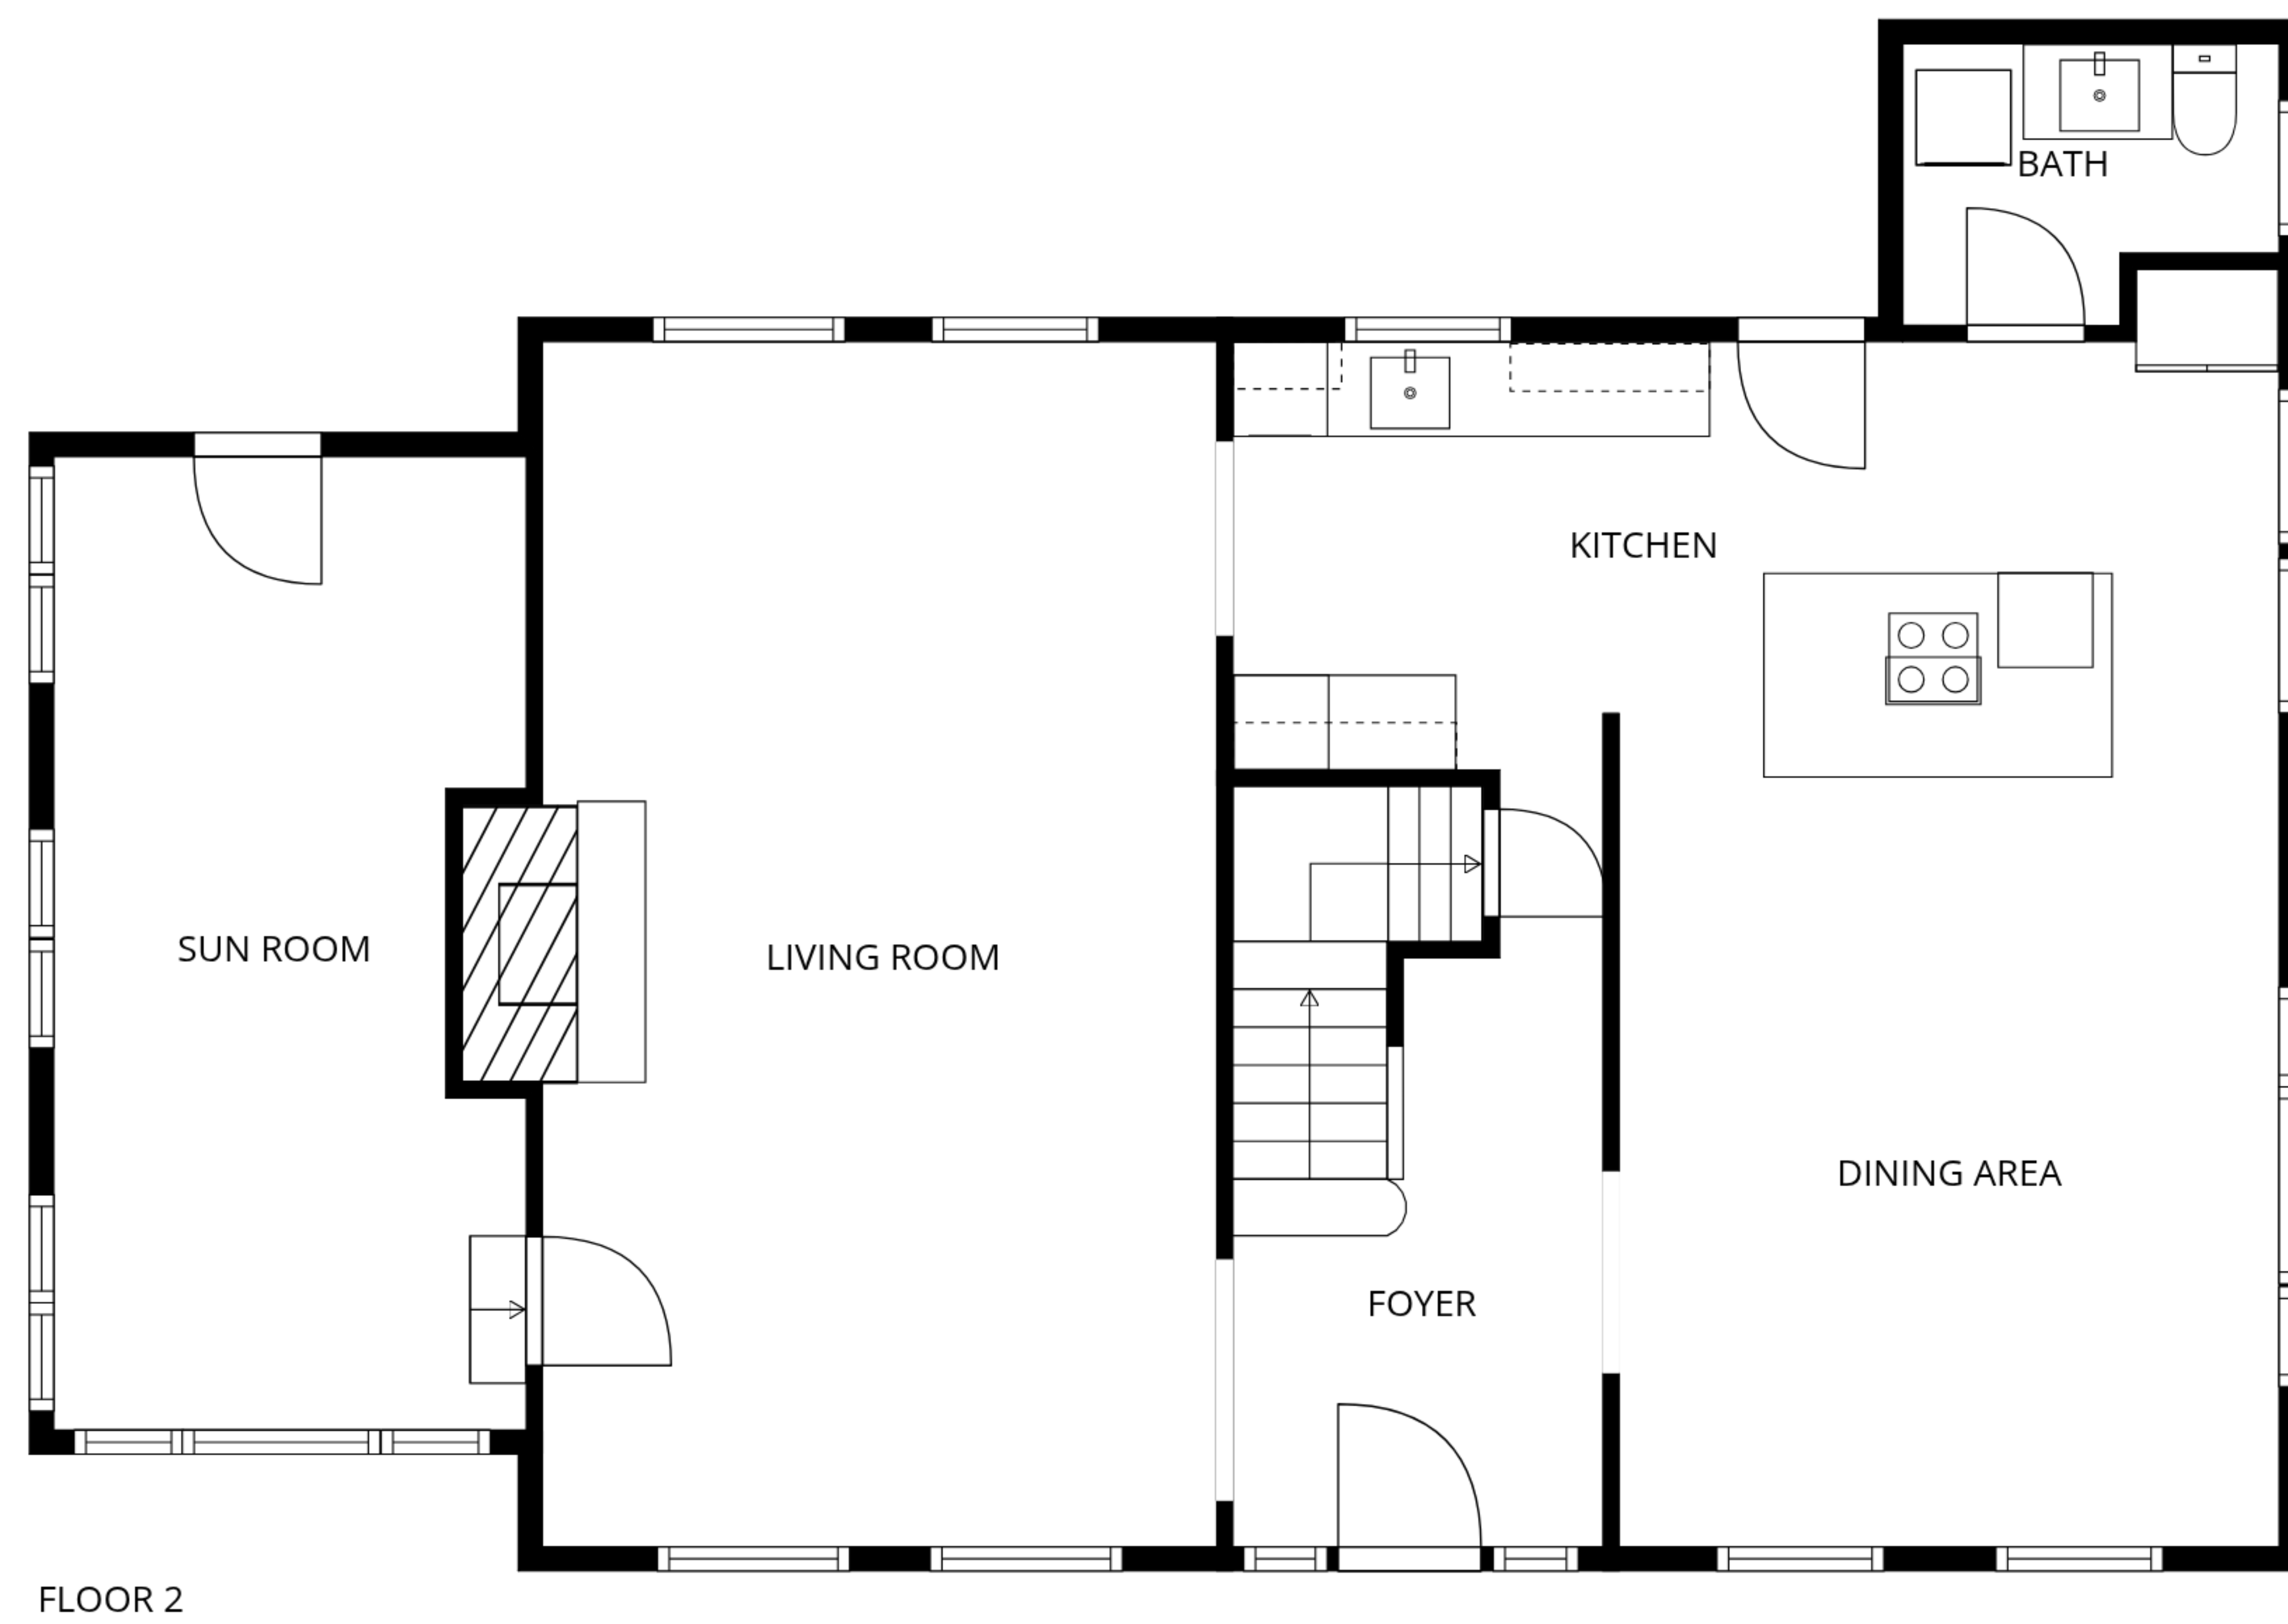 BATH
KITCHEN
SUN ROOM
LIVING ROOM
DINING AREA
FOYER
FLOOR 2